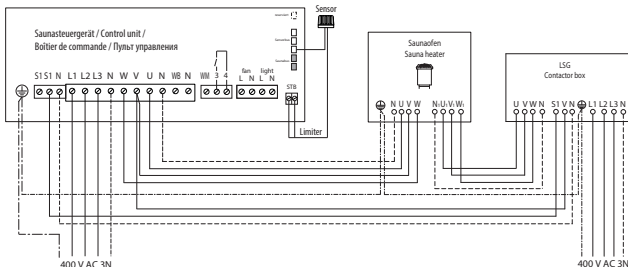 Sensor
Saunasteuergerät / Control unit /
Boîtier de commande / Пульт управления
S1 S1 N L1 L2 L3 N W V U N WB N WM 3 4
fan light
L N L N
STB
Limiter
Saunaofen
Sauna heater
N U V W N₁ U₁ V₁ W₁
LSG
Contactor box
U V W N S1 V N L1 L2 L3 N
400 V AC 3N
400 V AC 3N